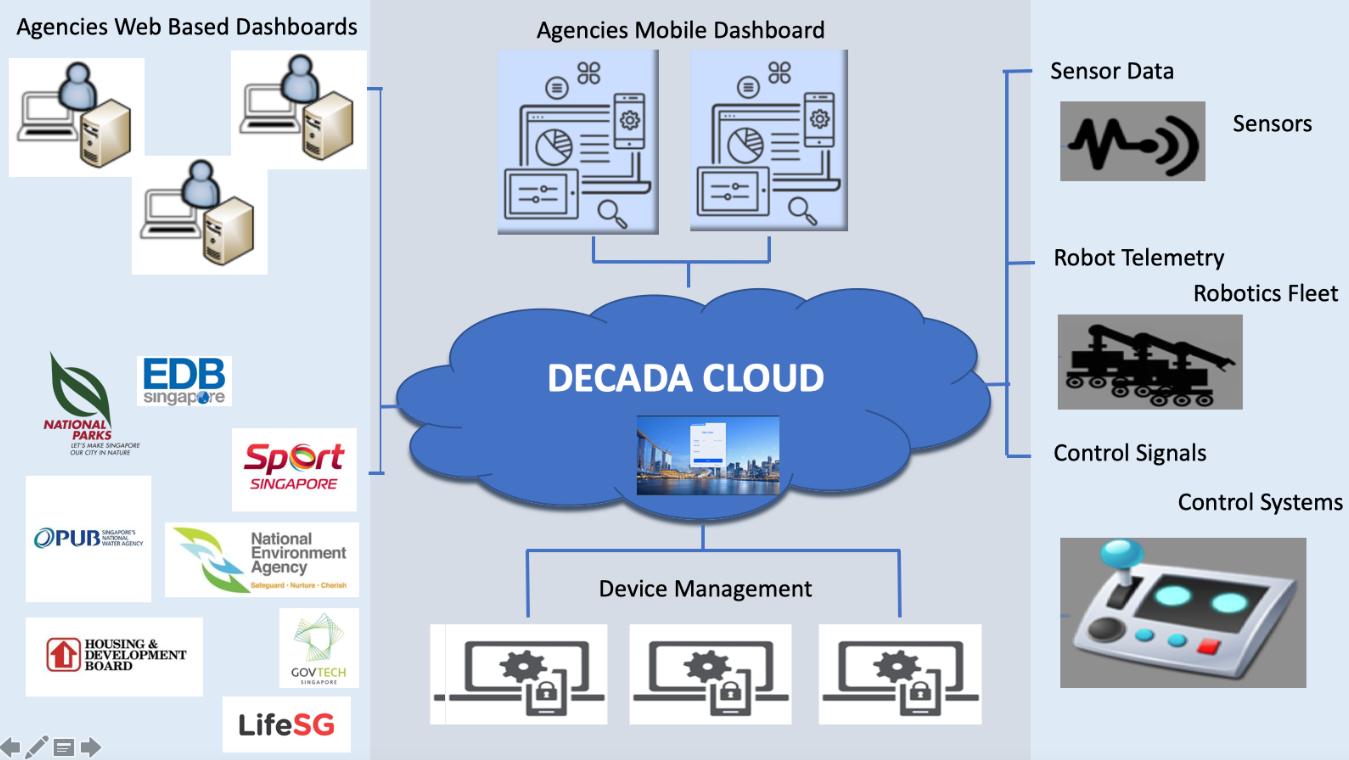 Agencies Web Based Dashboards
Agencies Mobile Dashboard
Sensor Data
Sensors
Robot Telemetry
Robotics Fleet
Control Signals
Control Systems
DECADA CLOUD
Device Management
NATIONAL
PARKS
LET'S MAKE SINGAPORE
OUR CITY IN NATURE
EDB
singapore
Sport
SINGAPORE
PUB
SINGAPORE'S
NATIONAL
WATER AGENCY
National
Environment
Agency
Safeguard · Nurture · Cherish
HOUSING &
DEVELOPMENT
BOARD
GOVTECH
SINGAPORE
LifeSG